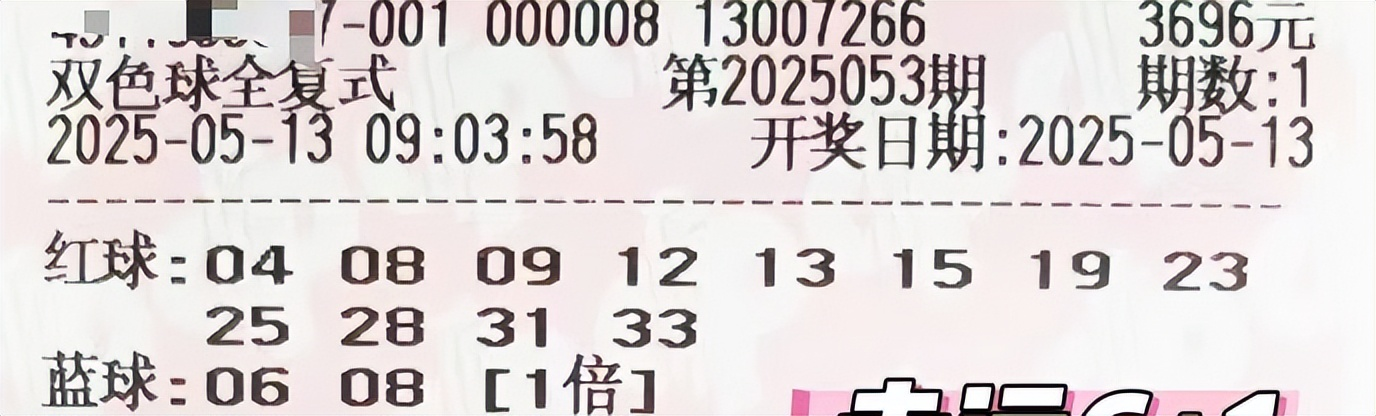 7-001 000008 13007266 3696元
双色球全复式 第2025053期 期数:1
2025-05-13 09:03:58 开奖日期:2025-05-13
红球:04 08 09 12 13 15 19 23
25 28 31 33
蓝球:06 08 [1倍]